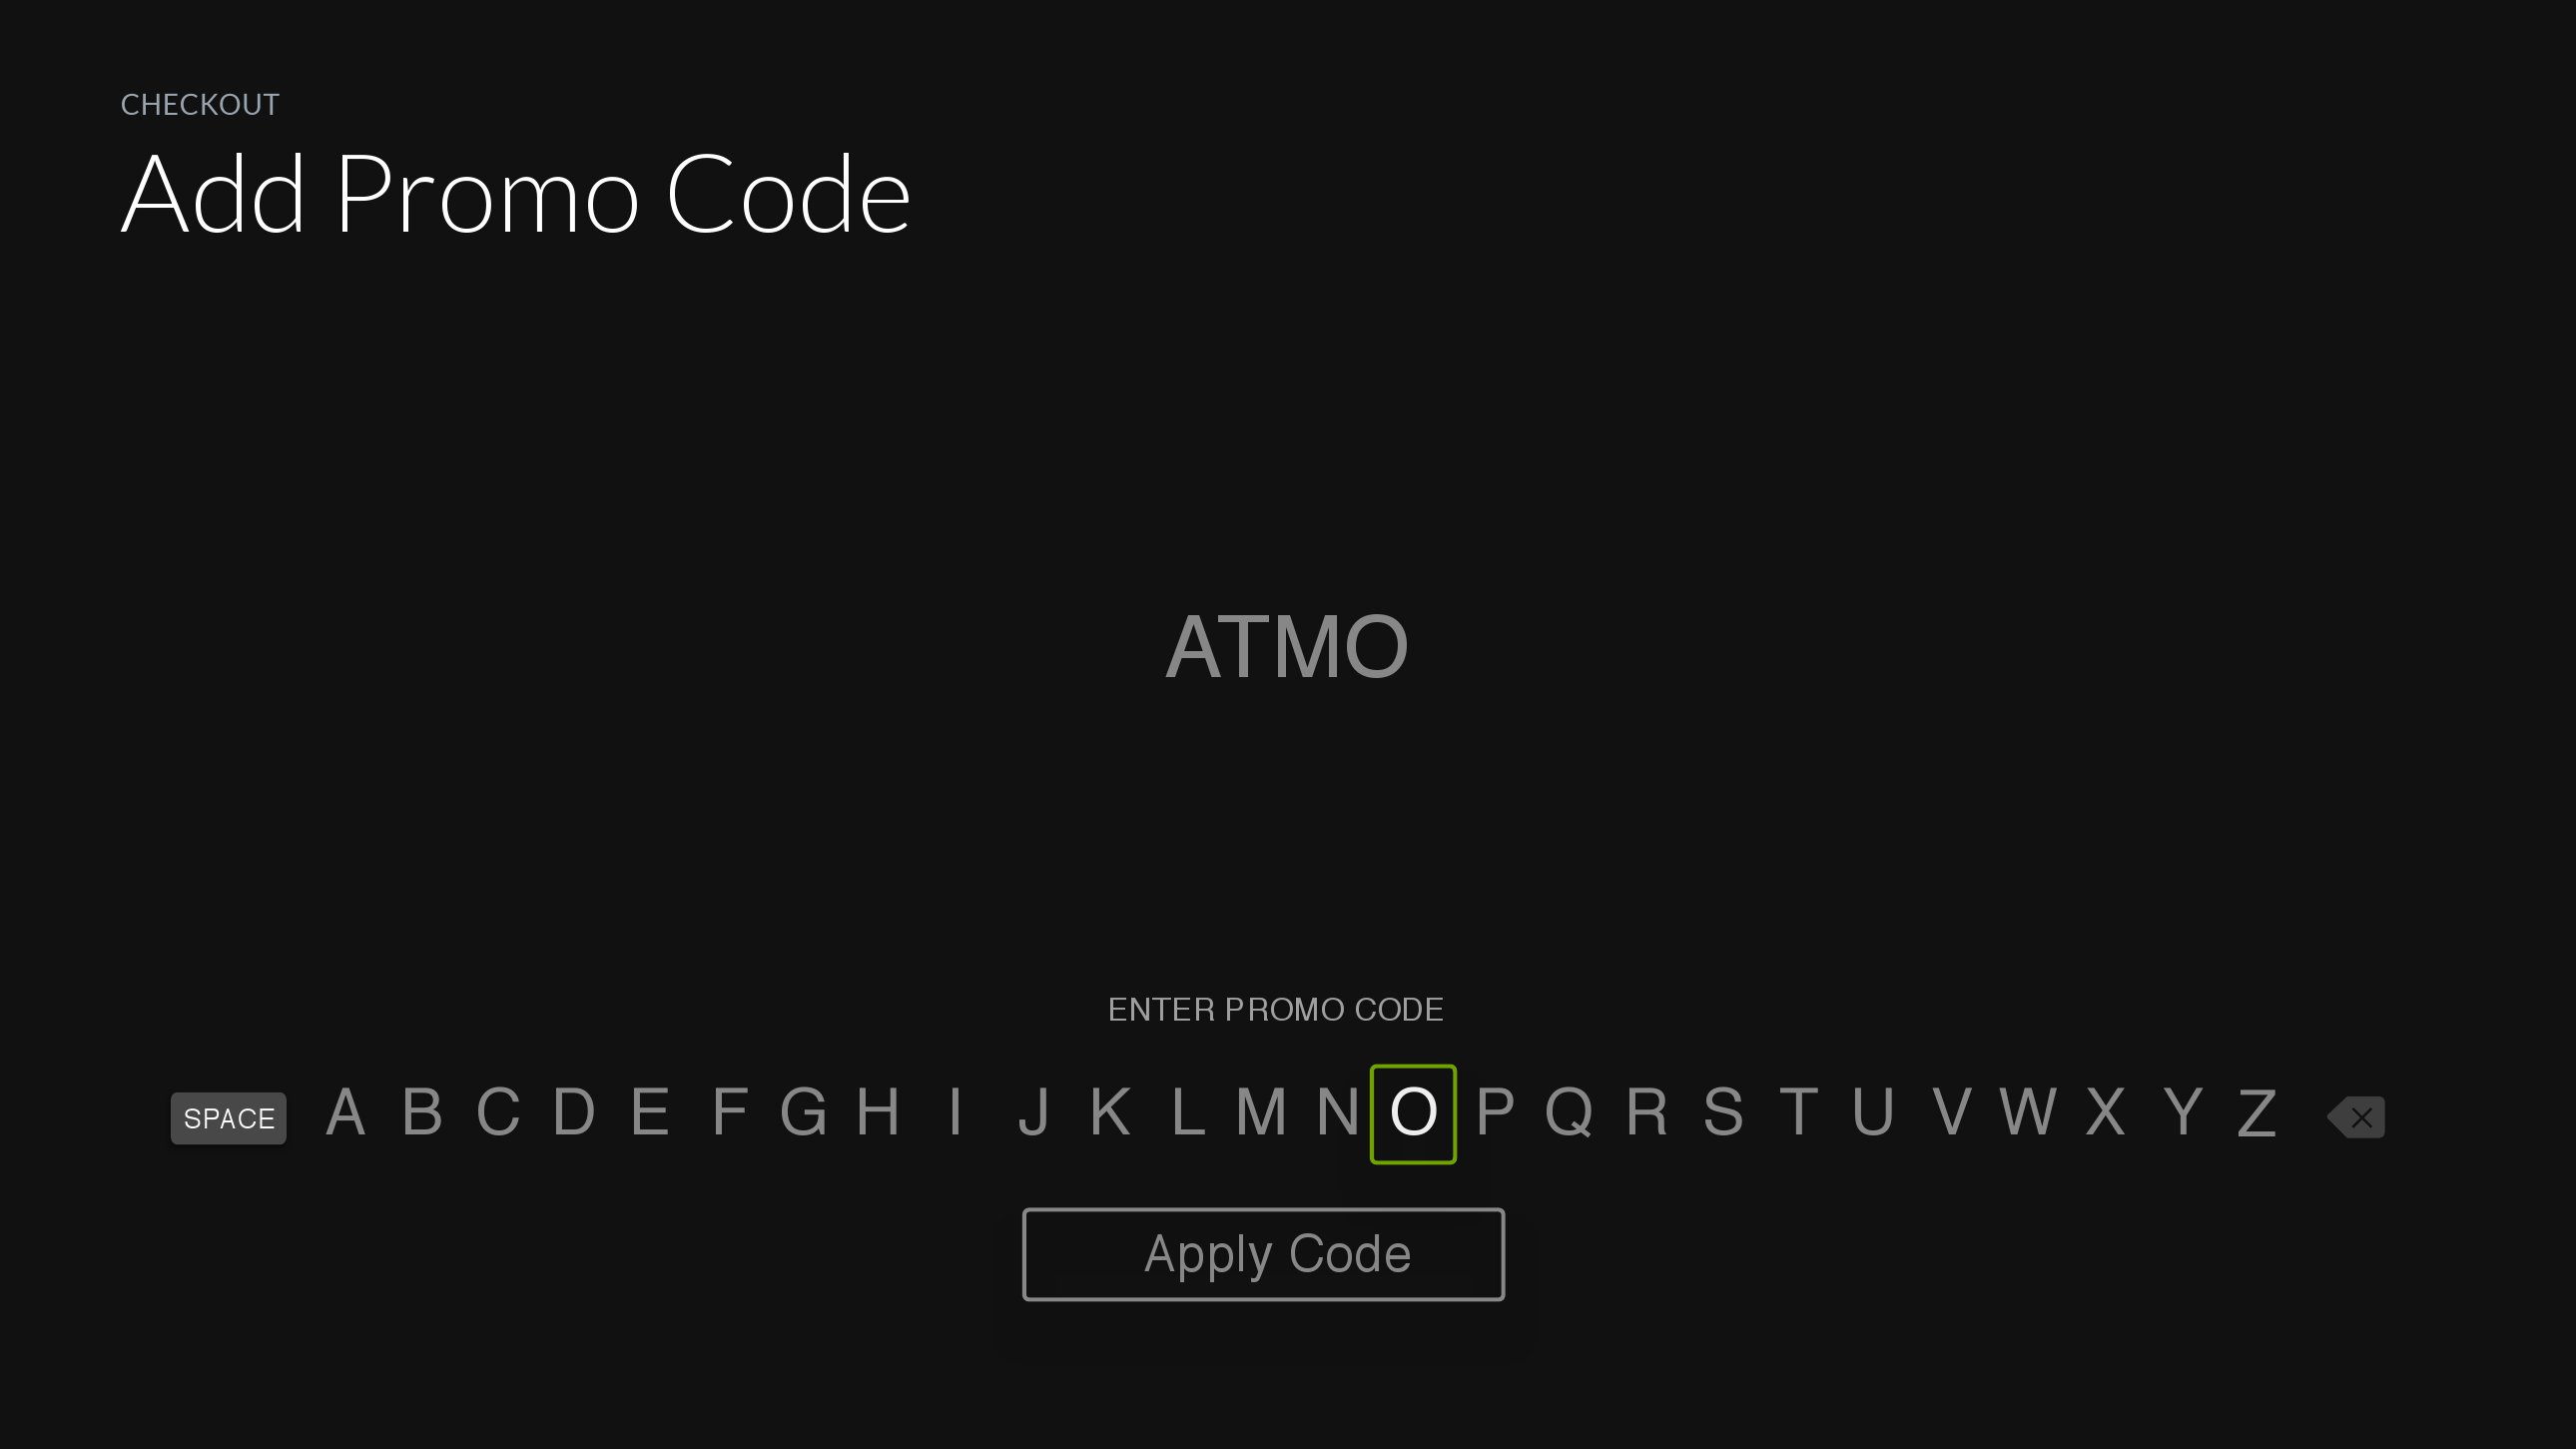 CHECKOUT
Add Promo Code
ATMO
ENTER PROMO CODE
SPACE A B C D E F G H I J K L M N O P Q R S T U V W X Y Z
Apply Code